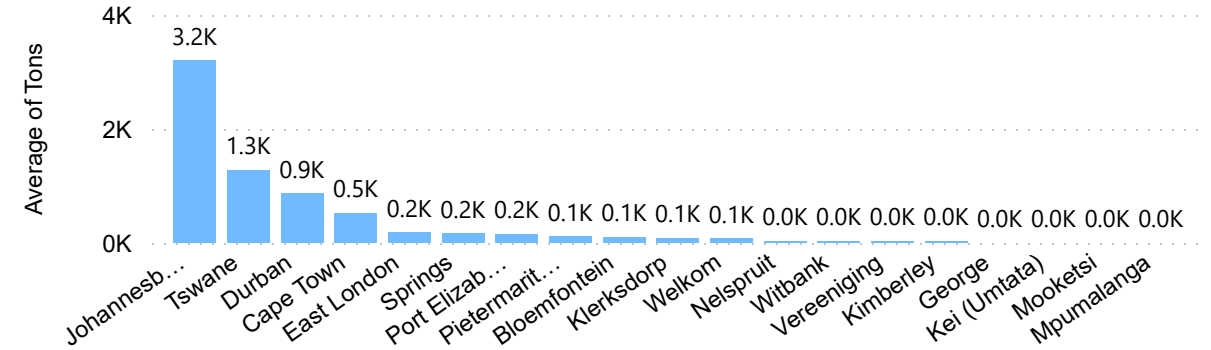 Average of Tons
4K
2K
0K
3.2K
1.3K
0.9K
0.5K
0.2K
0.2K
0.2K
0.1K
0.1K
0.1K
0.1K
0.0K
0.0K
0.0K
0.0K
0.0K
0.0K
0.0K
0.0K
Johannesb...
Tswane
Durban
Cape Town
East London
Springs
Port Elizab...
Pietermarit...
Bloemfontein
Klerksdorp
Welkom
Nelspruit
Witbank
Vereeniging
Kimberley
George
Kei (Umtata)
Mooketsi
Mpumalanga